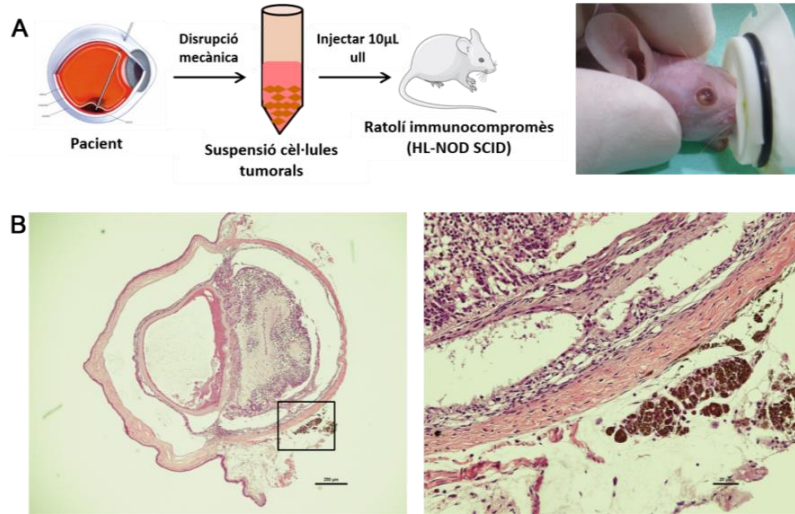 A
Disrupció
mecànica
Injectar 10µL
ull
Pacient
Suspensió cèl·lules
tumorals
Ratolí immunocompromès
(HL-NOD SCID)
B